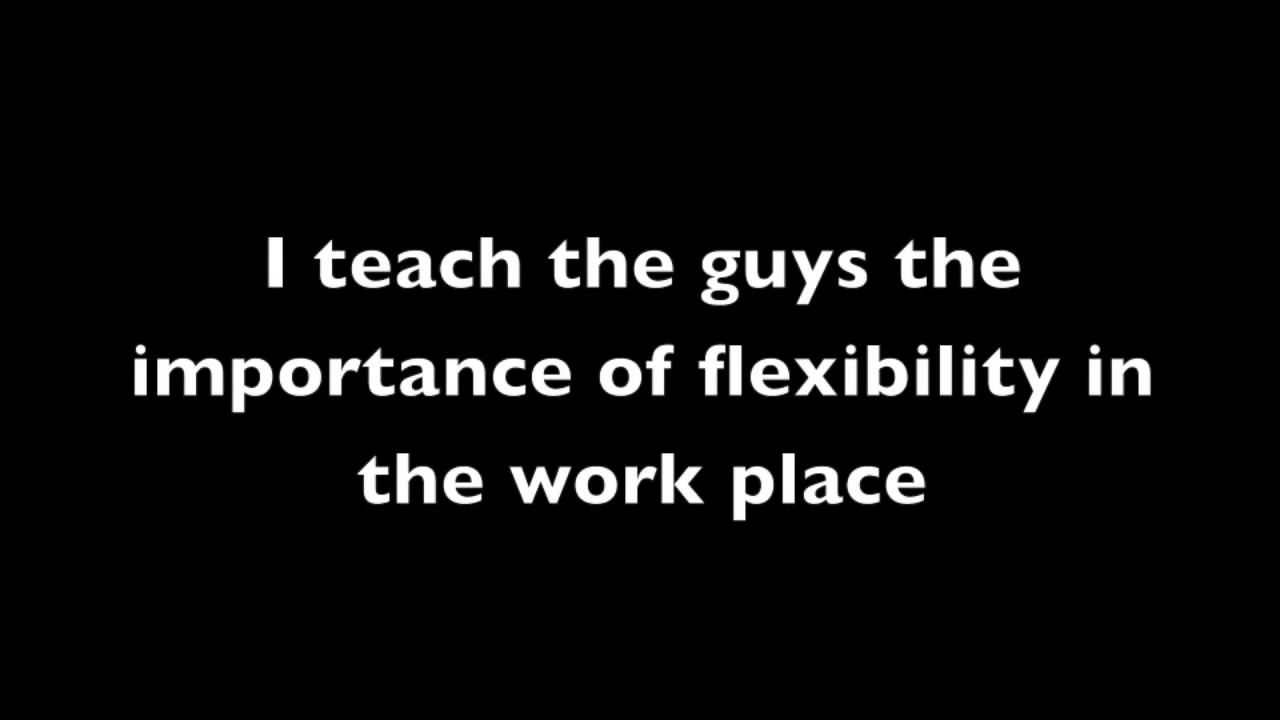 I teach the guys the
importance of flexibility in
the work place